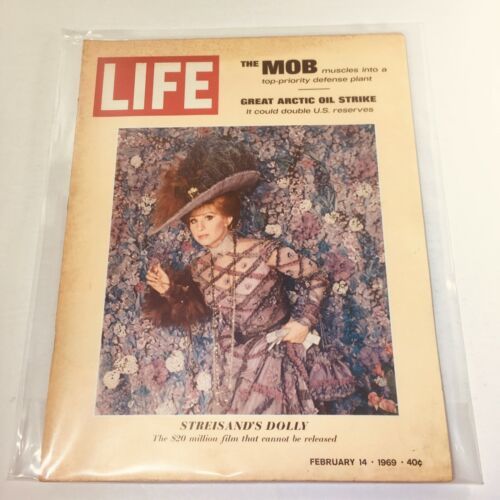 LIFE
THE MOB muscles into a
top-priority defense plant
GREAT ARCTIC OIL STRIKE
It could double U.S. reserves
STREISAND'S DOLLY
The $20 million film that cannot be released
FEBRUARY 14 · 1969 · 40¢